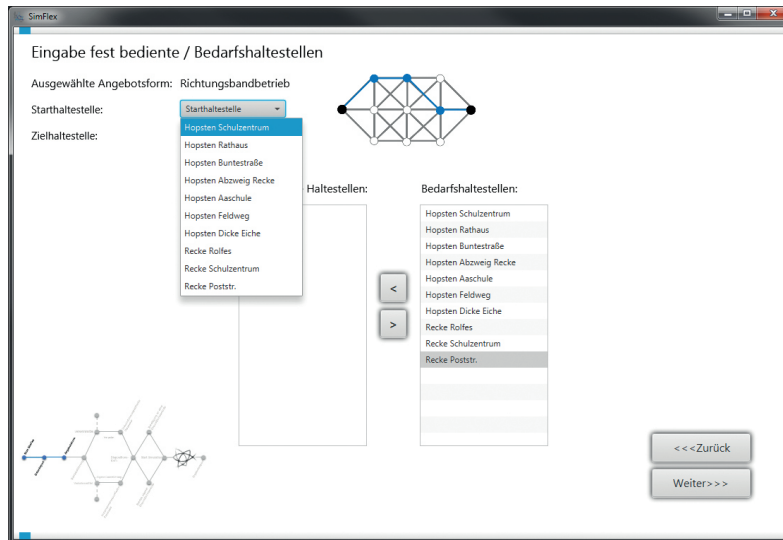 SimFlex
Eingabe fest bediente / Bedarfshaltestellen
Ausgewählte Angebotsform: Richtungsbandbetrieb
Starthaltestelle: Starthaltestelle
Zielhaltestelle:
Hopsten Schulzentrum
Hopsten Rathaus
Hopsten Buntestraße
Hopsten Abzweig Recke
Hopsten Aaschule
Hopsten Feldweg
Hopsten Dicke Eiche
Recke Rolfes
Recke Schulzentrum
Recke Poststr.
Haltestellen:
Bedarfshaltestellen:
Hopsten Schulzentrum
Hopsten Rathaus
Hopsten Buntestraße
Hopsten Abzweig Recke
Hopsten Aaschule
Hopsten Feldweg
Hopsten Dicke Eiche
Recke Rolfes
Recke Schulzentrum
Recke Poststr.
<
>
<<<Zurück
Weiter>>>